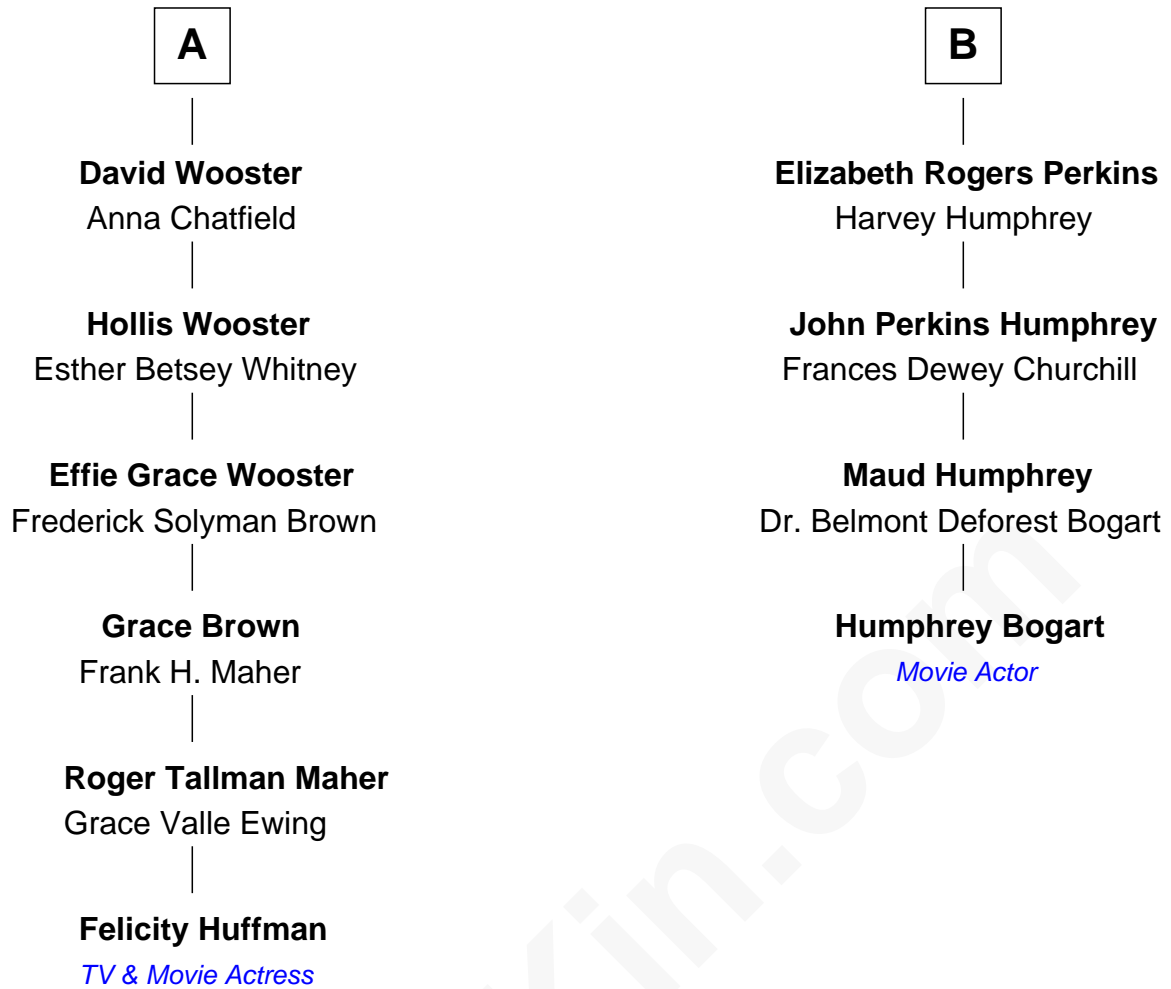 A
David Wooster
Anna Chatfield
Hollis Wooster
Esther Betsey Whitney
Effie Grace Wooster
Frederick Solyman Brown
Grace Brown
Frank H. Maher
Roger Tallman Maher
Grace Valle Ewing
Felicity Huffman
TV & Movie Actress
B
Elizabeth Rogers Perkins
Harvey Humphrey
John Perkins Humphrey
Frances Dewey Churchill
Maud Humphrey
Dr. Belmont Deforest Bogart
Humphrey Bogart
Movie Actor
Kin.com